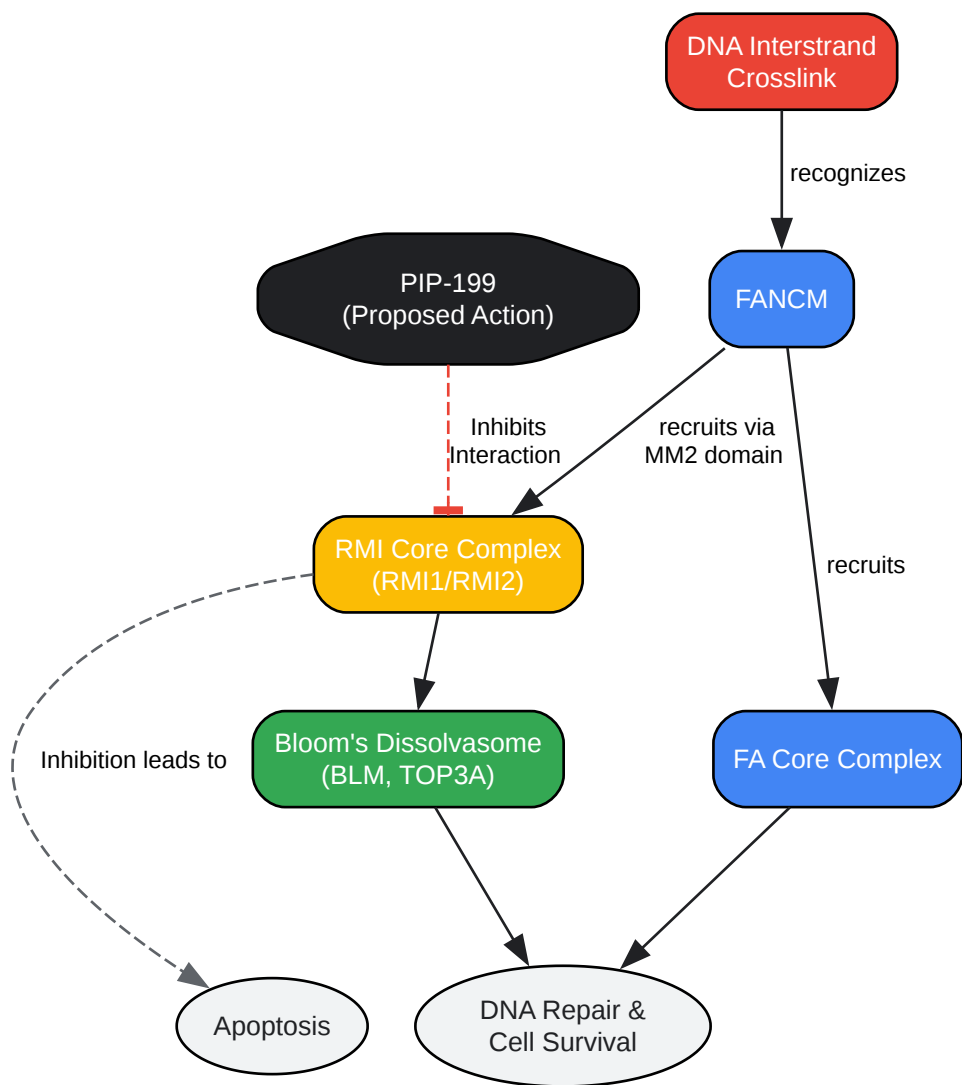 DNA Interstrand
Crosslink
recognizes
PIP-199
(Proposed Action)
FANCM
Inhibits
Interaction
recruits via
MM2 domain
RMI Core Complex
(RMI1/RMI2)
recruits
Inhibition leads to
Bloom's Dissolvasome
(BLM, TOP3A)
FA Core Complex
Apoptosis
DNA Repair &
Cell Survival